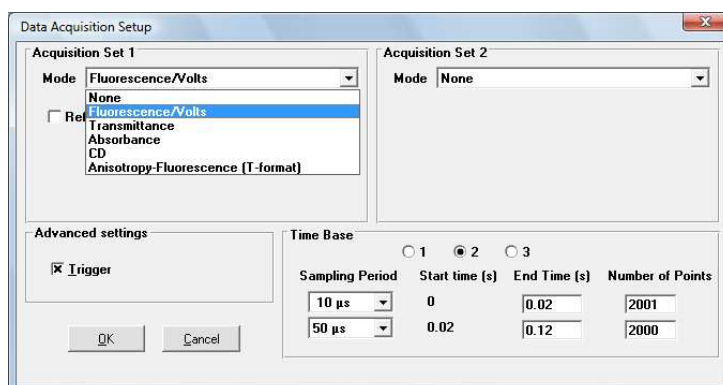 Data Acquisition Setup
Acquisition Set 1
Mode Fluorescence/Volts
None
Fluorescence/Volts
Transmittance
Absorbance
CD
Anisotropy-Fluorescence (T-format)
Acquisition Set 2
Mode None
Advanced settings
Trigger
OK Cancel
Time Base
1 2 3
Sampling Period Start time (s) End Time (s) Number of Points
10 µs 0 0.02 2001
50 µs 0.02 0.12 2000